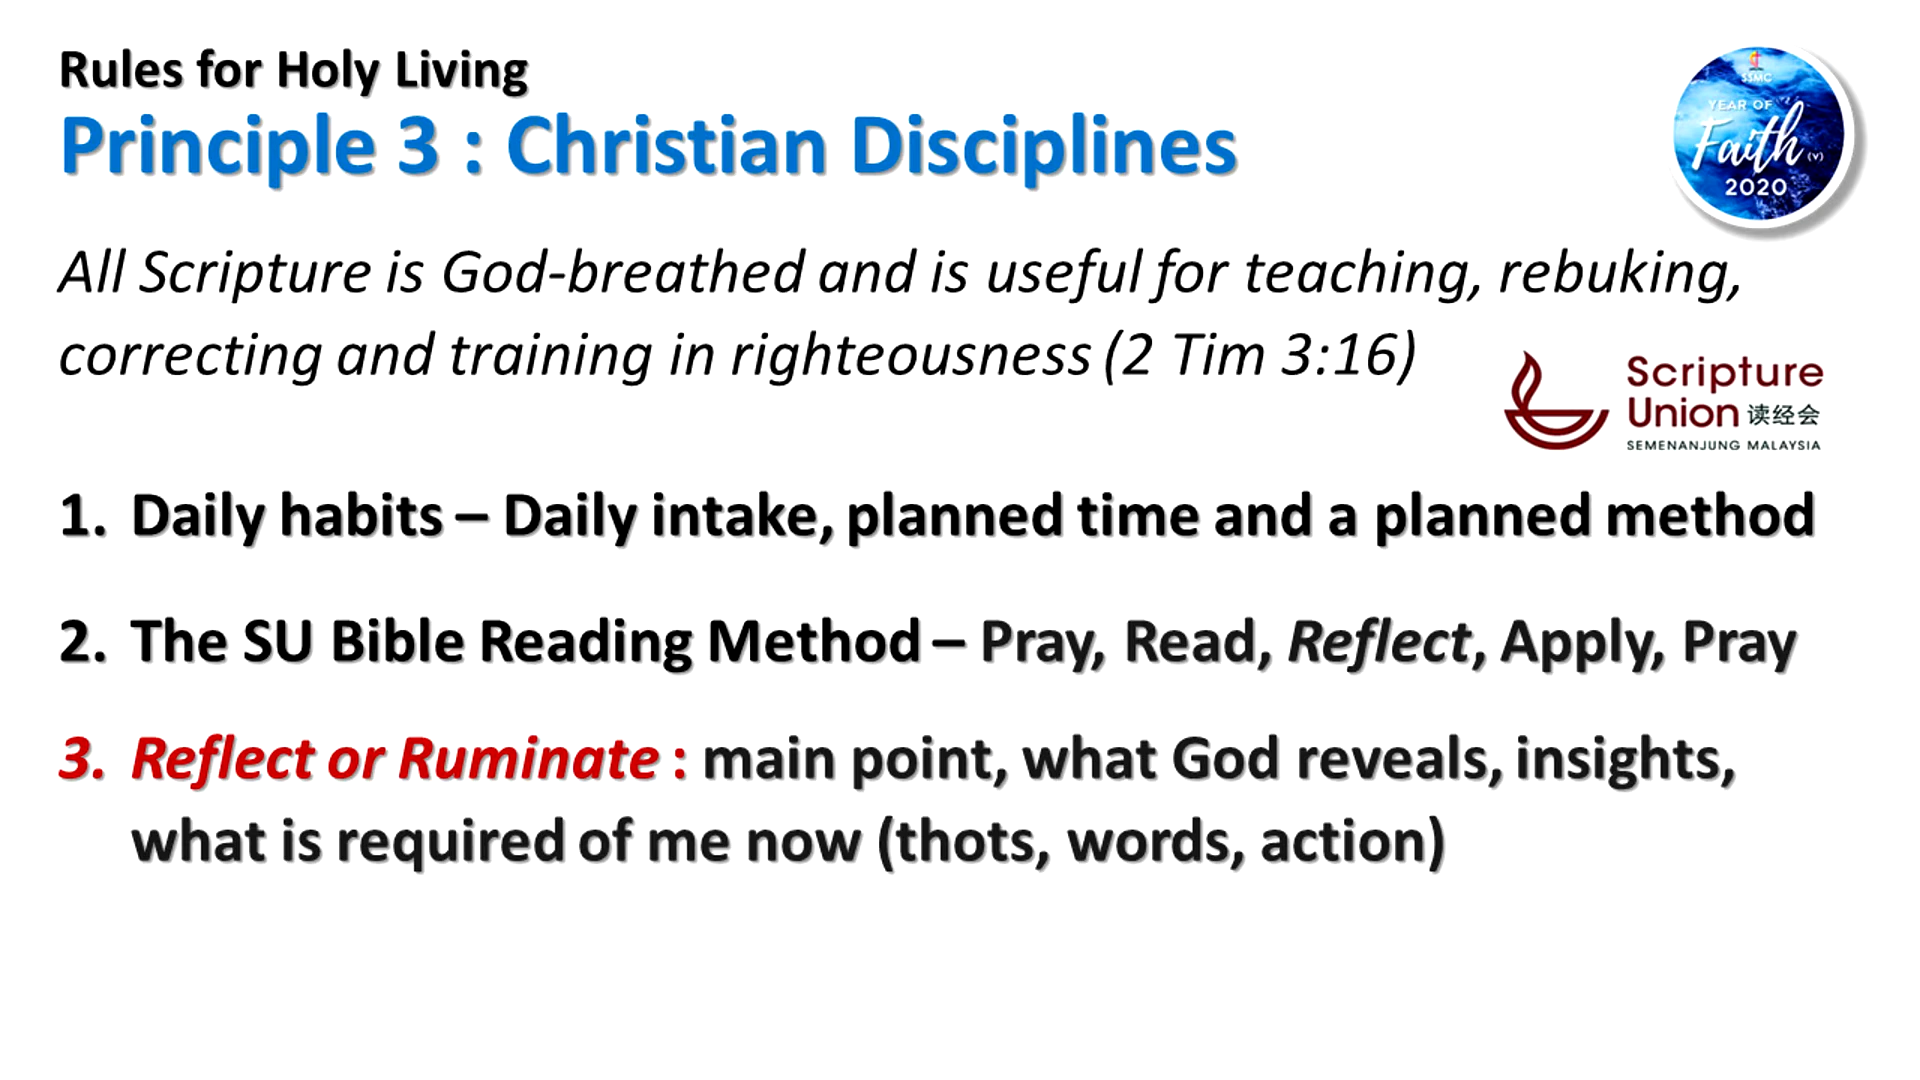 Rules for Holy Living
Principle 3 : Christian Disciplines
SSMC
YEAR OF
Faith (v)
2020
All Scripture is God-breathed and is useful for teaching, rebuking,
correcting and training in righteousness (2 Tim 3:16)
Scripture
Union 读经会
SEMENANJUNG MALAYSIA
1. Daily habits – Daily intake, planned time and a planned method
2. The SU Bible Reading Method – Pray, Read, Reflect, Apply, Pray
3. Reflect or Ruminate : main point, what God reveals, insights,
what is required of me now (thots, words, action)